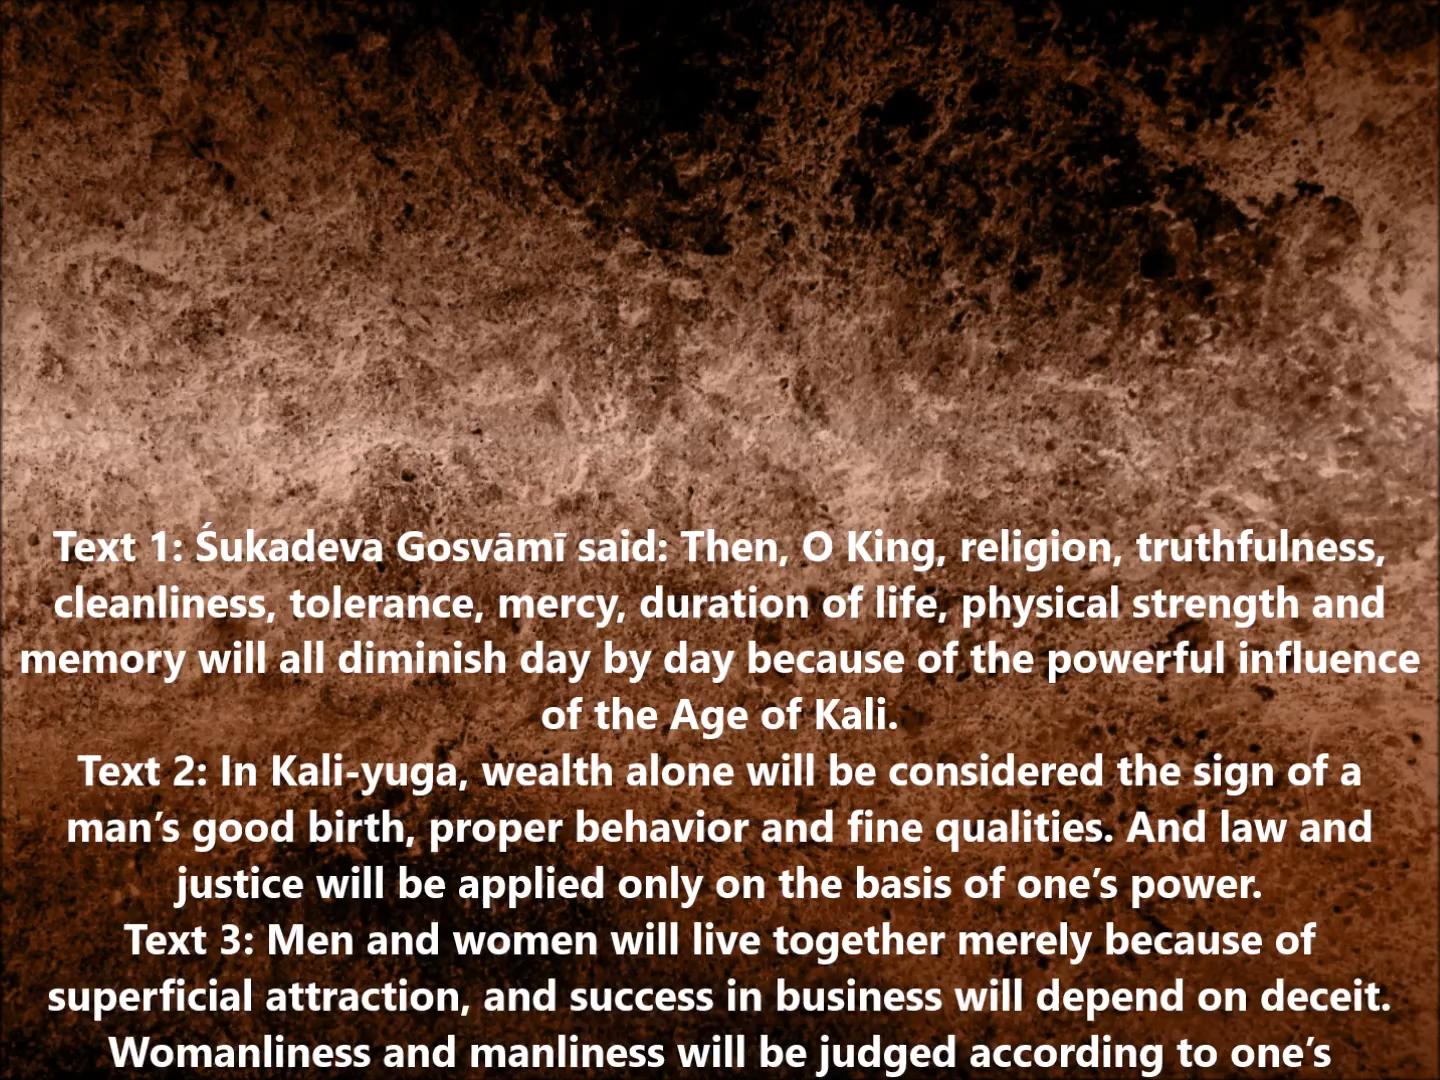 Text 1: Śukadeva Gosvāmī said: Then, O King, religion, truthfulness,
cleanliness, tolerance, mercy, duration of life, physical strength and
memory will all diminish day by day because of the powerful influence
of the Age of Kali.
Text 2: In Kali-yuga, wealth alone will be considered the sign of a
man’s good birth, proper behavior and fine qualities. And law and
justice will be applied only on the basis of one’s power.
Text 3: Men and women will live together merely because of
superficial attraction, and success in business will depend on deceit.
Womanliness and manliness will be judged according to one’s